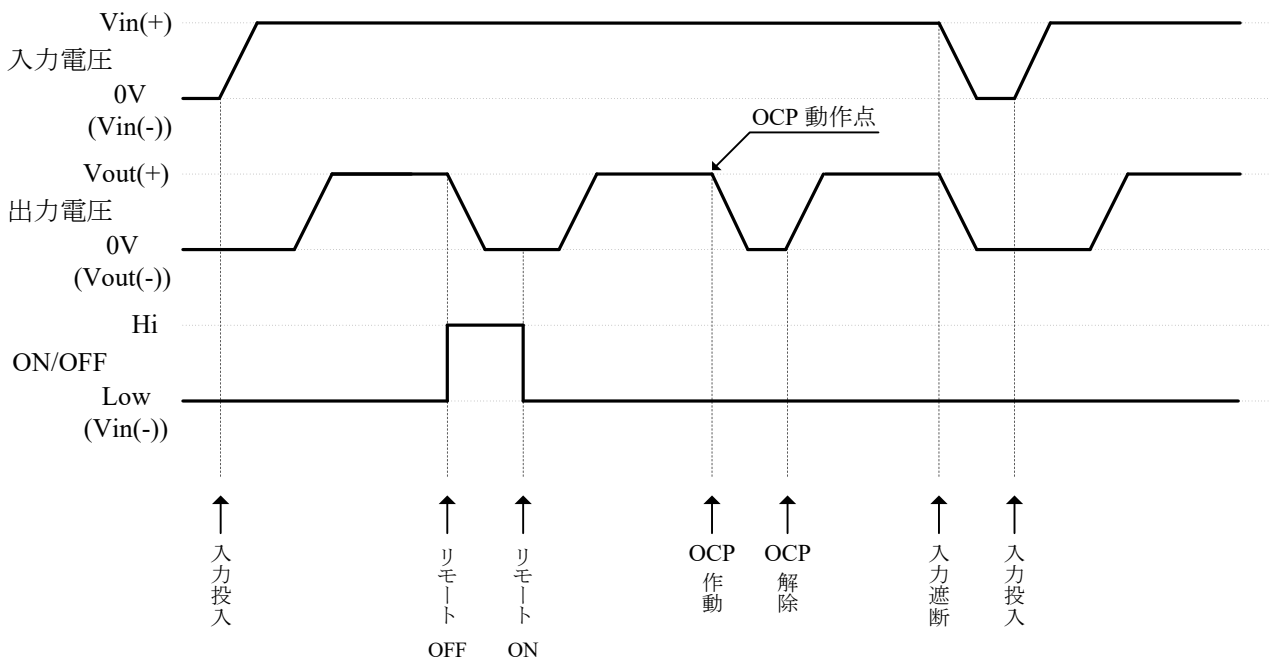 Vin(+)
入力電圧
0V
(Vin(-))
OCP 動作点
Vout(+)
出力電圧
0V
(Vout(-))
Hi
ON/OFF
Low
(Vin(-))
入力投入
リモート
OFF
リモート
ON
OCP
作動
OCP
解除
入力遮断
入力投入